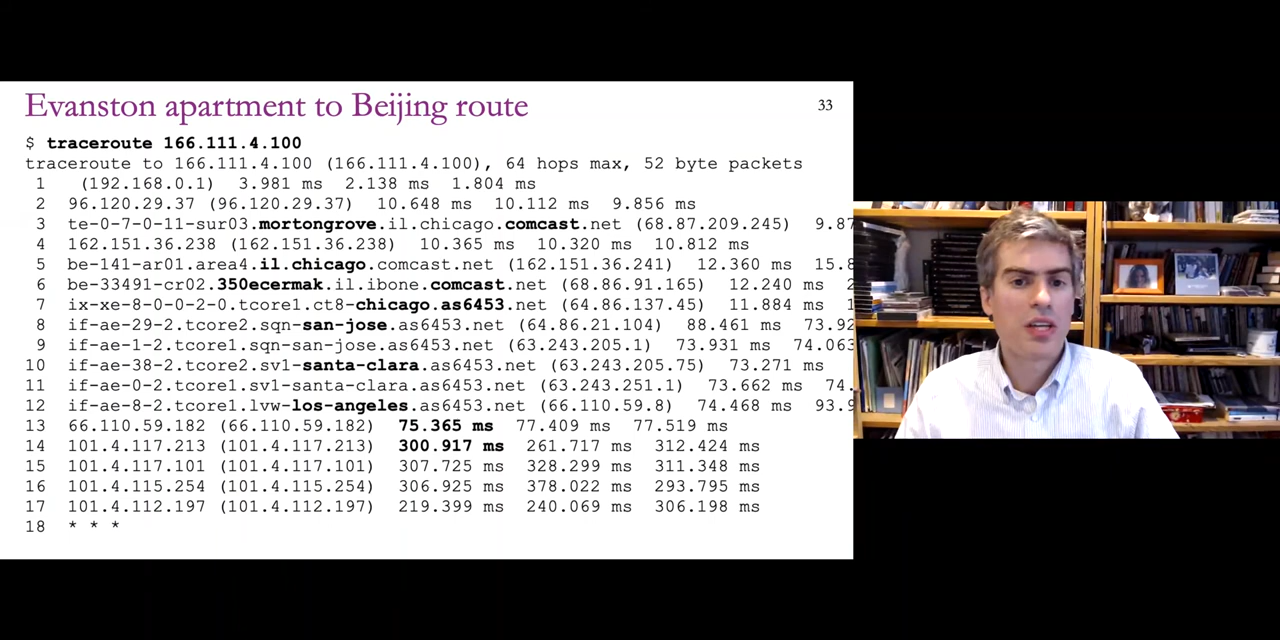 Evanston apartment to Beijing route
33
$ traceroute 166.111.4.100
traceroute to 166.111.4.100 (166.111.4.100), 64 hops max, 52 byte packets
1 (192.168.0.1) 3.981 ms 2.138 ms 1.804 ms
2 96.120.29.37 (96.120.29.37) 10.648 ms 10.112 ms 9.856 ms
3 te-0-7-0-11-sur03.mortongrove.il.chicago.comcast.net (68.87.209.245) 9.87
4 162.151.36.238 (162.151.36.238) 10.365 ms 10.320 ms 10.812 ms
5 be-141-ar01.area4.il.chicago.comcast.net (162.151.36.241) 12.360 ms 15.8
6 be-33491-cr02.350ecermak.il.ibone.comcast.net (68.86.91.165) 12.240 ms 2
7 ix-xe-8-0-0-2-0.tcore1.ct8-chicago.as6453.net (64.86.137.45) 11.884 ms 1
8 if-ae-29-2.tcore2.sqn-san-jose.as6453.net (64.86.21.104) 88.461 ms 73.92
9 if-ae-1-2.tcore1.sqn-san-jose.as6453.net (63.243.205.1) 73.931 ms 74.063
10 if-ae-38-2.tcore2.sv1-santa-clara.as6453.net (63.243.205.75) 73.271 ms
11 if-ae-0-2.tcore1.sv1-santa-clara.as6453.net (63.243.251.1) 73.662 ms 74.
12 if-ae-8-2.tcore1.lvw-los-angeles.as6453.net (66.110.59.8) 74.468 ms 93.9
13 66.110.59.182 (66.110.59.182) 75.365 ms 77.409 ms 77.519 ms
14 101.4.117.213 (101.4.117.213) 300.917 ms 261.717 ms 312.424 ms
15 101.4.117.101 (101.4.117.101) 307.725 ms 328.299 ms 311.348 ms
16 101.4.115.254 (101.4.115.254) 306.925 ms 378.022 ms 293.795 ms
17 101.4.112.197 (101.4.112.197) 219.399 ms 240.069 ms 306.198 ms
18 * * *